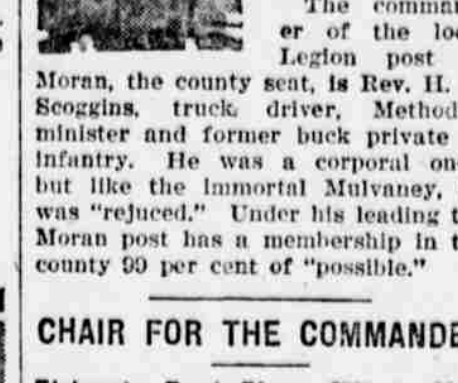 The comman
er of the loc
Legion post
Moran, the county seat, is Rev. H.
Scoggins, truck driver, Method
minister and former buck private
infantry. He was a corporal on
but like the immortal Mulvaney,
was "rejuced." Under his leading t
Moran post has a membership in t
county 99 per cent of "possible."
CHAIR FOR THE COMMANDE